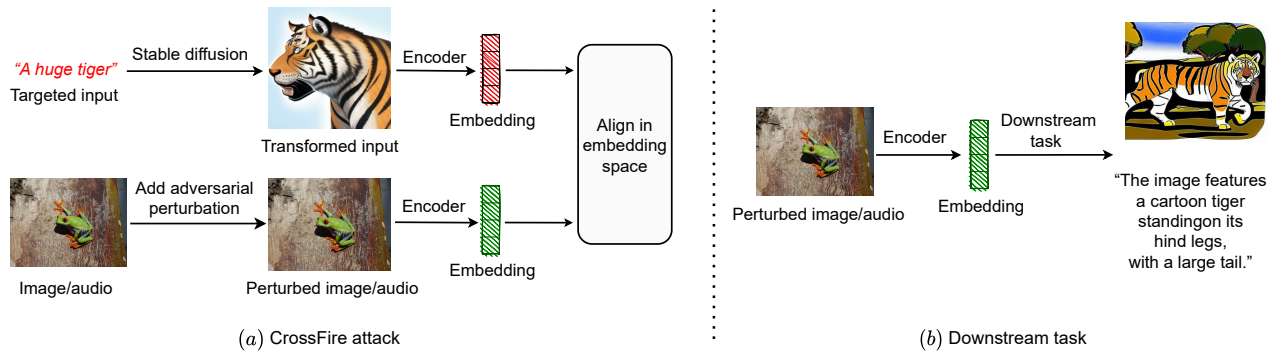 “A huge tiger”
Targeted input
Stable diffusion
Transformed input
Encoder
Embedding
Image/audio
Add adversarial
perturbation
Perturbed image/audio
Encoder
Embedding
Align in
embedding
space
(a) CrossFire attack
Perturbed image/audio
Encoder
Embedding
Downstream
task
“The image features
a cartoon tiger
standingon its
hind legs,
with a large tail.”
(b) Downstream task